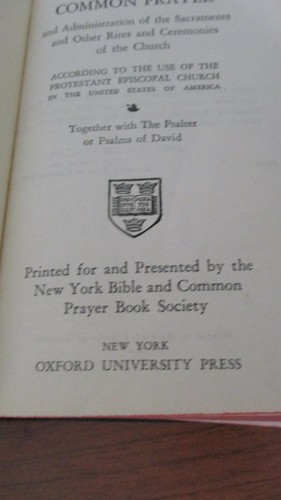 COMMON PRAYER
and Administration of the Sacraments
and Other Rites and Ceremonies
of the Church
ACCORDING TO THE USE OF THE
PROTESTANT EPISCOPAL CHURCH
IN THE UNITED STATES OF AMERICA
Together with The Psalter
or Psalms of David
Printed for and Presented by the
New York Bible and Common
Prayer Book Society
NEW YORK
OXFORD UNIVERSITY PRESS